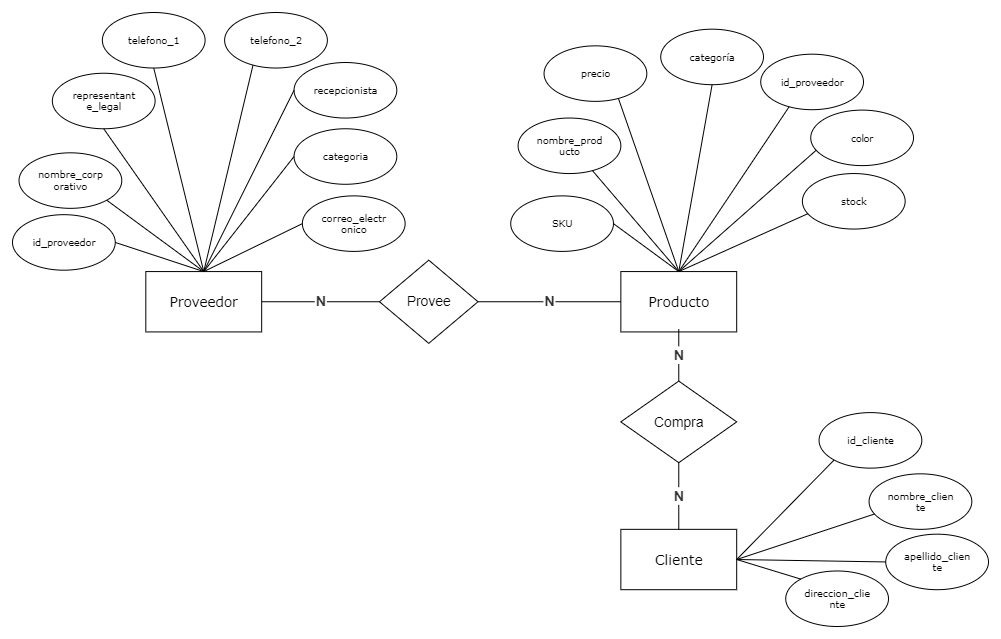 telefono_1
telefono_2
representant
e_legal
recepcionista
nombre_corp
orativo
categoria
id_proveedor
correo_electr
onico
categoría
precio
id_proveedor
nombre_prod
ucto
color
SKU
stock
Proveedor
N
Provee
N
Producto
N
Compra
N
Cliente
id_cliente
nombre_clien
te
apellido_clien
te
direccion_clie
nte